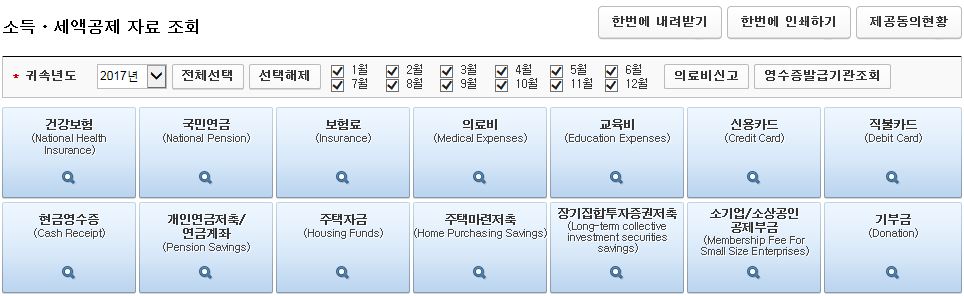 소득·세액공제 자료 조회
한번에 내려받기 한번에 인쇄하기 제공동의현황
* 귀속년도 2017년 전체선택 선택해제 1월 2월 3월 4월 5월 6월 의료비신고 영수증발급기관조회
7월 8월 9월 10월 11월 12월
건강보험
(National Health
Insurance)
국민연금
(National Pension)
보험료
(Insurance)
의료비
(Medical Expenses)
교육비
(Education Expenses)
신용카드
(Credit Card)
직불카드
(Debit Card)
현금영수증
(Cash Receipt)
개인연금저축/
연금계좌
(Pension Savings)
주택자금
(Housing Funds)
주택마련저축
(Home Purchasing Savings)
장기집합투자증권저축
(Long-term collective
investment securities
savings)
소기업/소상공인
공제부금
(Membership Fee For
Small Size Enterprises)
기부금
(Donation)